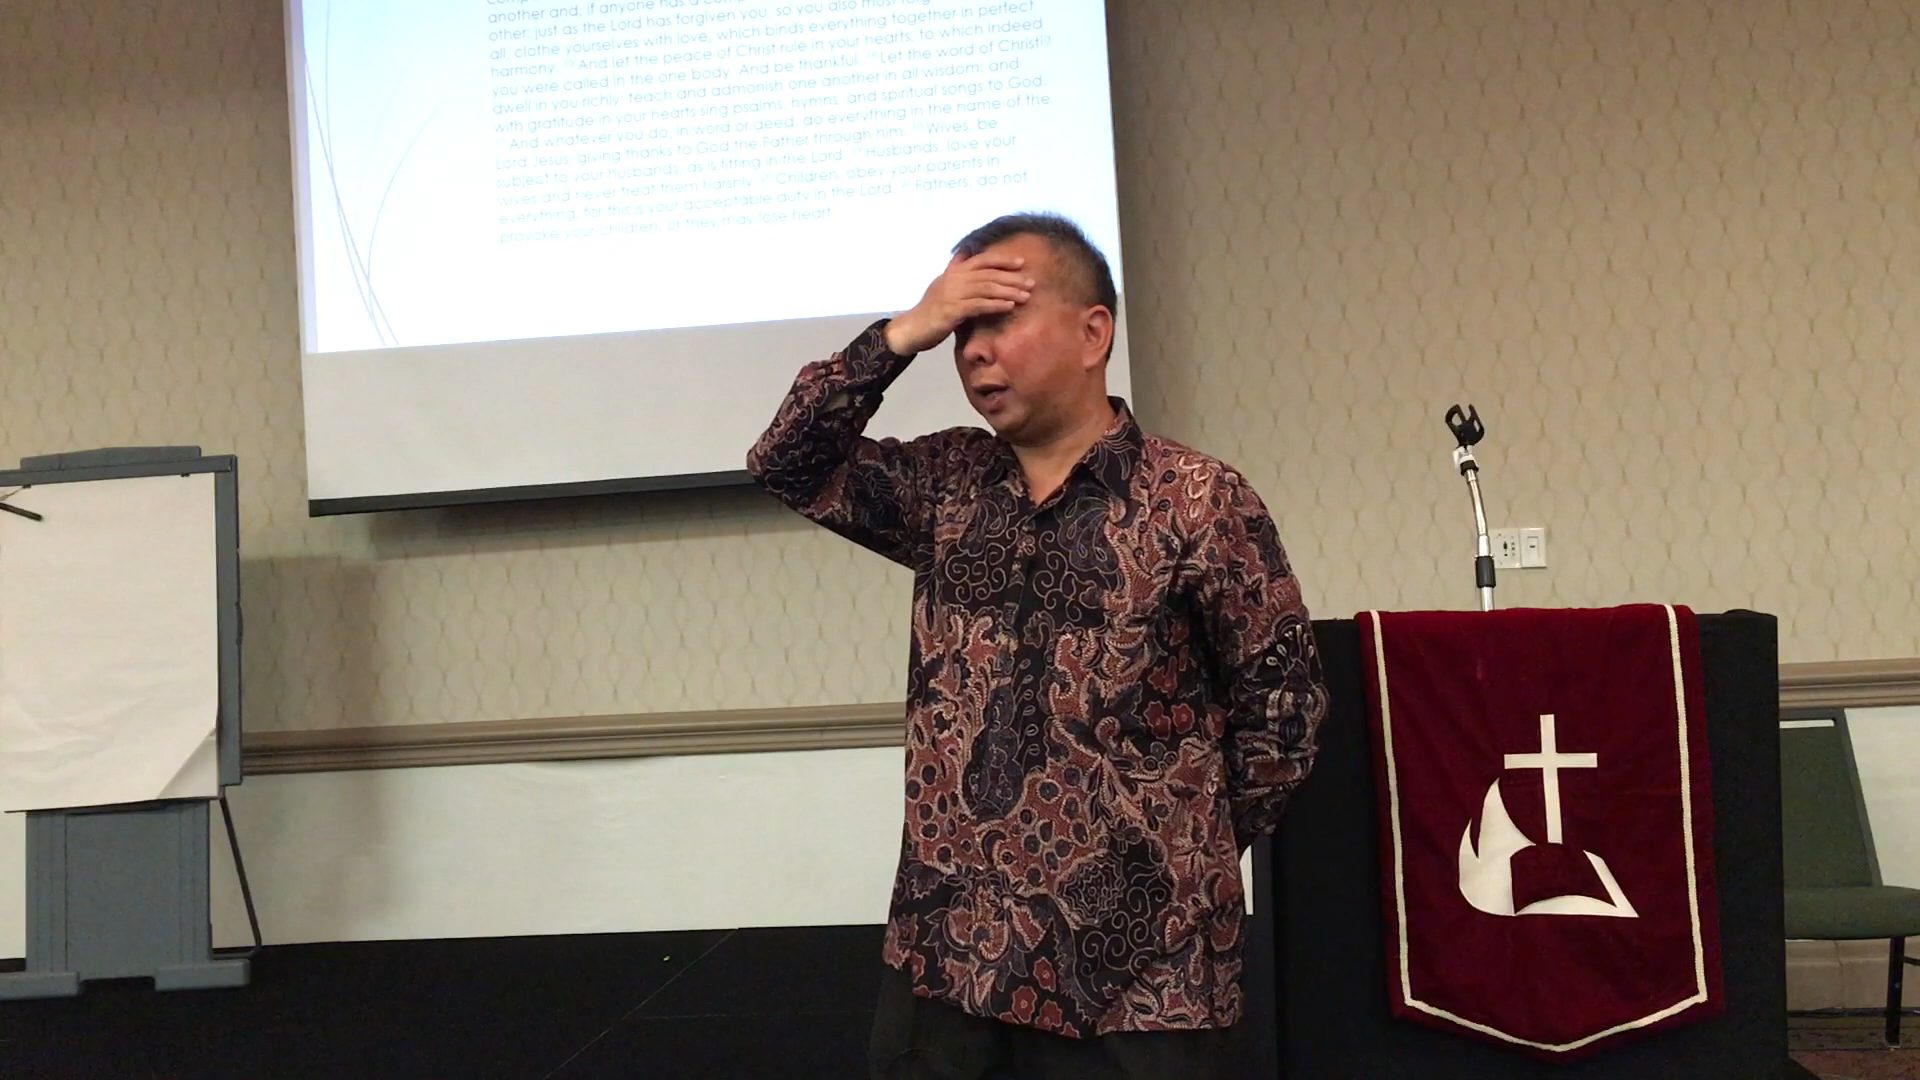 another and, if anyone has a
other; just as the Lord has forgiven you, so you also must
all, clothe yourselves with love, which binds everything together in perfect
harmony. And let the peace of Christ rule in your hearts, to which indeed
you were called in the one body. And be thankful. Let the word of Christ
dwell in you richly; teach and admonish one another in all wisdom; and
with gratitude in your hearts sing psalms, hymns, and spiritual songs to God.
And whatever you do, in word or deed, do everything in the name of the
Lord Jesus, giving thanks to God the Father through him. Wives, be
subject to your husbands, as is fitting in the Lord. Husbands, love your
wives and never treat them harshly. Children, obey your parents in
everything, for this is your acceptable duty in the Lord. Fathers, do not
provoke your children, or they may lose heart.